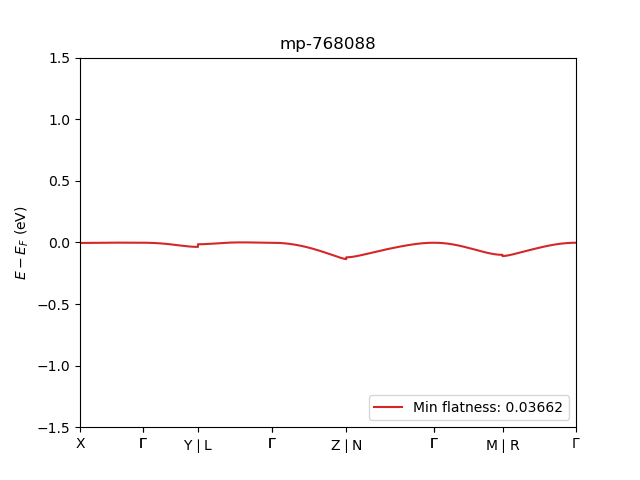 mp-768088
E − E_F (eV)
1.5
1.0
0.5
0.0
−0.5
−1.0
−1.5
X Γ Y | L Γ Z | N Γ M | R Γ
Min flatness: 0.03662